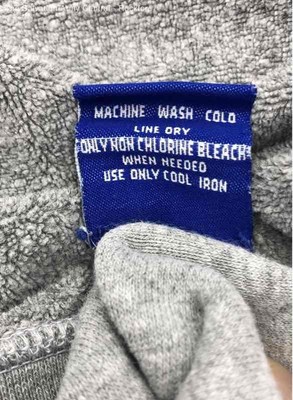 MACHINE WASH COLD
LINE DRY
ONLY NON CHLORINE BLEACH
WHEN NEEDED
USE ONLY COOL IRON